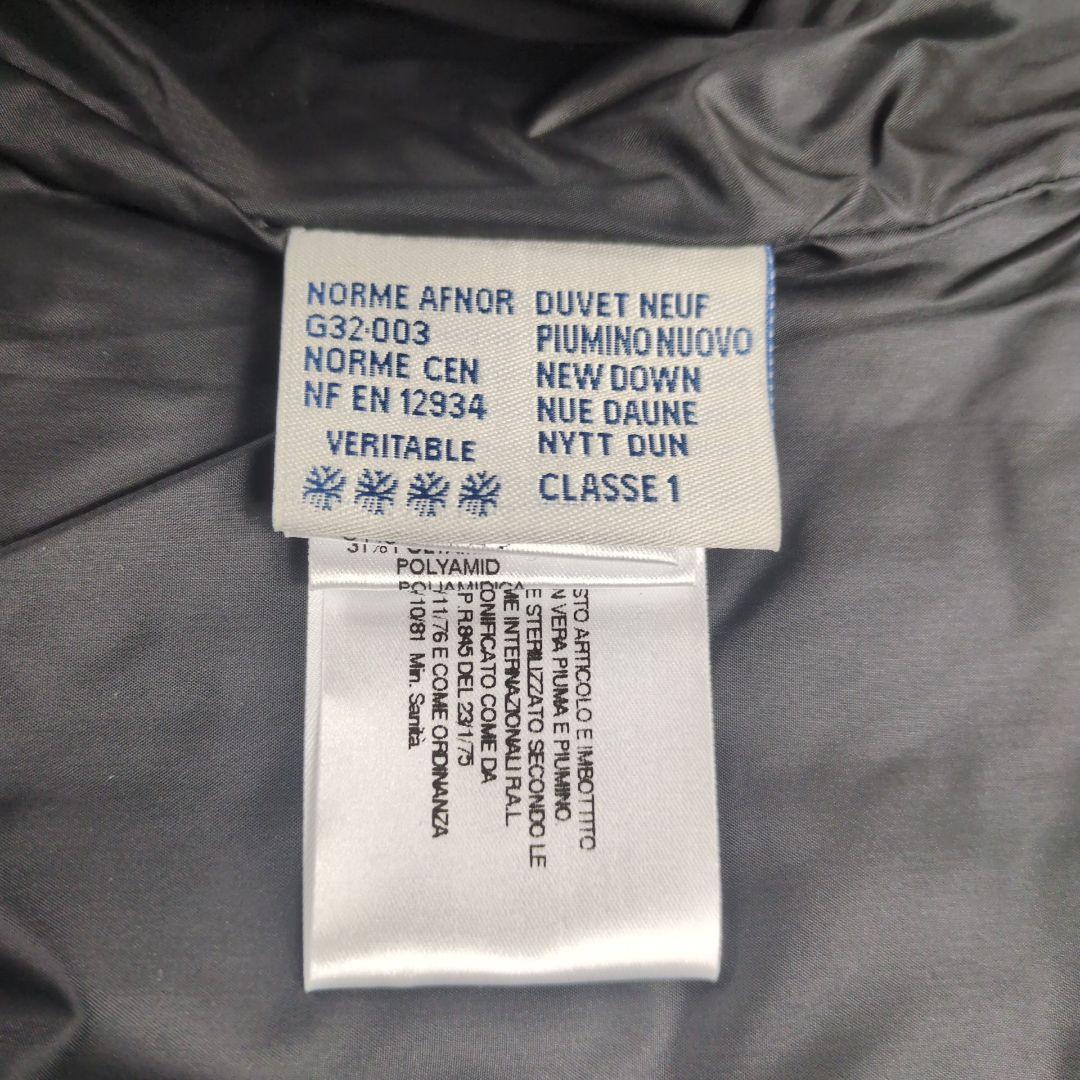 NORME AFNOR
G32-003
NORME CEN
NF EN 12934
VERITABLE
DUVET NEUF
PIUMINO NUOVO
NEW DOWN
NUE DAUNE
NYTT DUN
CLASSE 1
POLYAMID
STO ARTICOLO E IMBOTTITO
N VERA PIUMA E PIUMINO
E STERILIZZATO SECONDO LE
ME INTERNAZIONALI R.A.L
ONIFICATO COME DA
P.R.845 DEL 23/1/75
/11/76 E COME ORDINANZA
/10/81 Min. Sanità